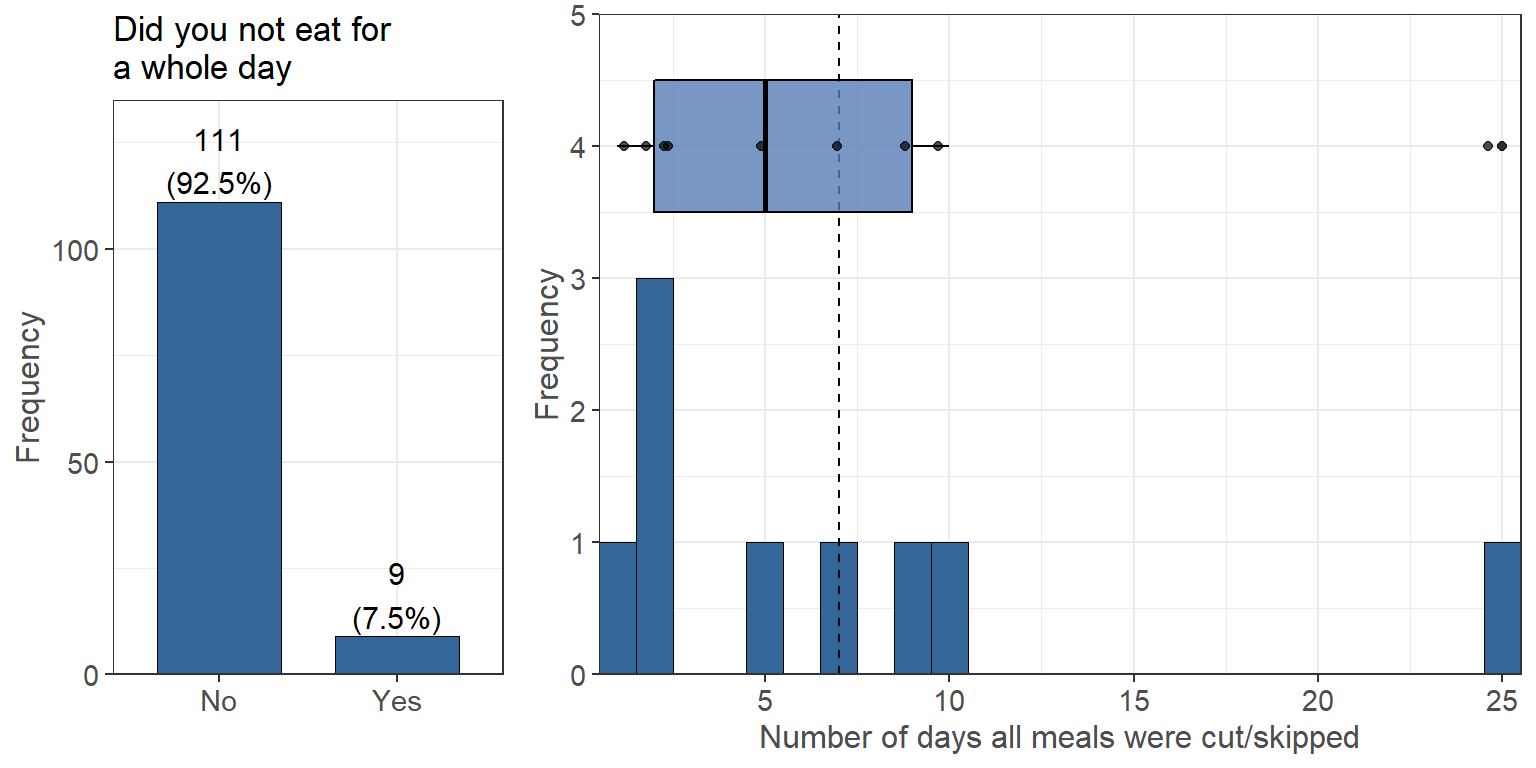 Did you not eat for
a whole day
111
(92.5%)
9
(7.5%)
100
50
0
Frequency
No
Yes
5
4
3
2
1
0
Frequency
5
10
15
20
25
Number of days all meals were cut/skipped